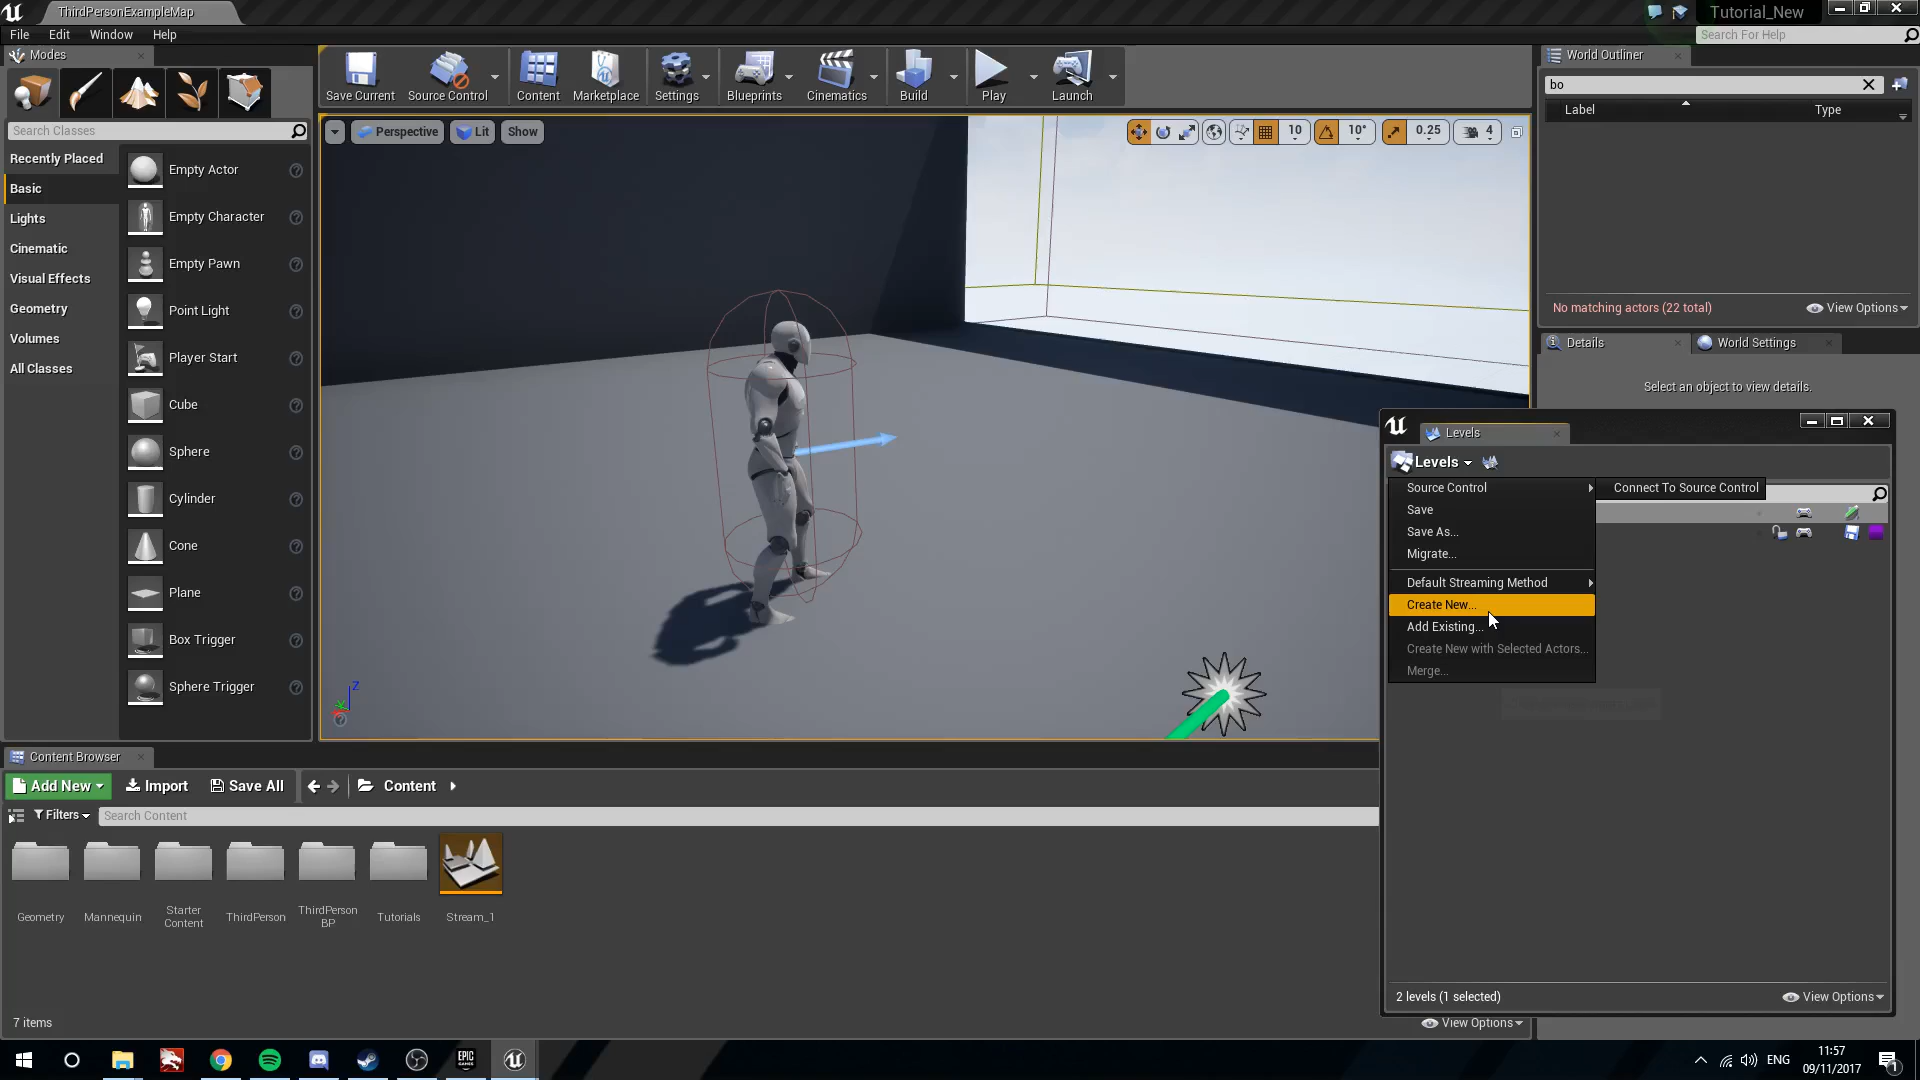 ThirdPersonExampleMap
Tutorial_New
File Edit Window Help
Search For Help
Modes
Save Current
Source Control
Content
Marketplace
Settings
Blueprints
Cinematics
Build
Play
Launch
World Outliner
bo
Label Type
No matching actors (22 total)
View Options
Details
World Settings
Select an object to view details.
Search Classes
Recently Placed
Basic
Lights
Cinematic
Visual Effects
Geometry
Volumes
All Classes
Empty Actor
Empty Character
Empty Pawn
Point Light
Player Start
Cube
Sphere
Cylinder
Cone
Plane
Box Trigger
Sphere Trigger
Perspective
Lit
Show
10
10°
0.25
4
Z
Levels
Levels
Source Control
Connect To Source Control
Save
Save As...
Migrate...
Default Streaming Method
Create New...
Add Existing...
Create New with Selected Actors...
Merge...
2 levels (1 selected)
View Options
Content Browser
Add New
Import
Save All
Content
Filters
Search Content
Geometry
Mannequin
Starter
Content
ThirdPerson
ThirdPerson
BP
Tutorials
Stream_1
7 items
View Options
EPIC
GAMES
ENG
11:57
09/11/2017
1